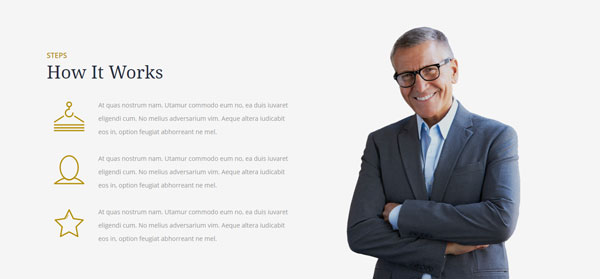 STEPS
How It Works
At quas nostrum nam. Utamur commodo eum no, ea duis iuvaret
eligendi cum. No melius adversarium vim. Aeque altera iudicabit
eos in, option feugiat abhorreant ne mel.
At quas nostrum nam. Utamur commodo eum no, ea duis iuvaret
eligendi cum. No melius adversarium vim. Aeque altera iudicabit
eos in, option feugiat abhorreant ne mel.
At quas nostrum nam. Utamur commodo eum no, ea duis iuvaret
eligendi cum. No melius adversarium vim. Aeque altera iudicabit
eos in, option feugiat abhorreant ne mel.